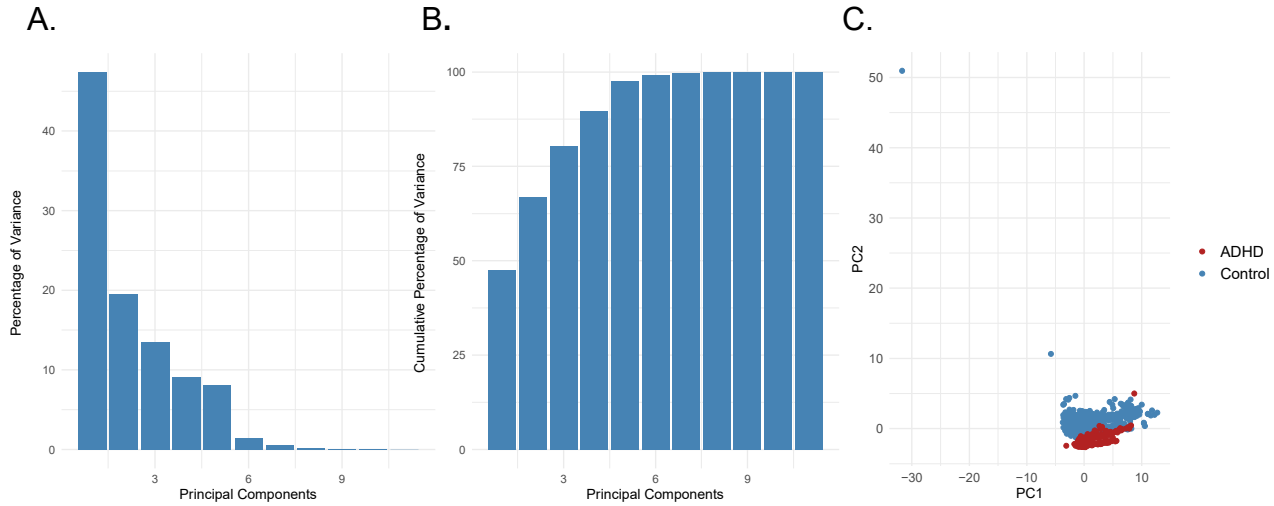 A.
B.
C.
Percentage of Variance
40
30
20
10
0
3
6
9
Principal Components
Cumulative Percentage of Variance
100
75
50
25
0
3
6
9
Principal Components
PC2
50
40
30
20
10
0
−30
−20
−10
0
10
PC1
ADHD
Control